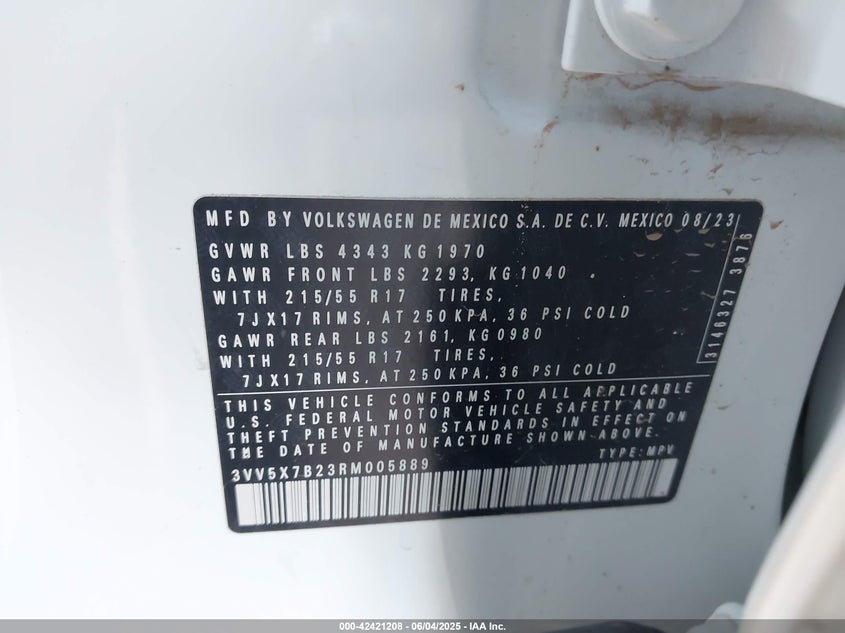 MFD BY VOLKSWAGEN DE MEXICO S.A. DE C.V. MEXICO 08/23
GVWR LBS 4343 KG 1970
GAWR FRONT LBS 2293, KG 1040
WITH 215/55 R17 TIRES,
7JX17 RIMS, AT 250 KPA, 36 PSI COLD
GAWR REAR LBS 2161, KG0980
WITH 215/55 R17 TIRES,
7JX17 RIMS, AT 250 KPA, 36 PSI COLD
3146327 3876
THIS VEHICLE CONFORMS TO ALL APPLICABLE
U.S. FEDERAL MOTOR VEHICLE SAFETY AND
THEFT PREVENTION STANDARDS IN EFFECT ON
THE DATE OF MANUFACTURE SHOWN ABOVE.
TYPE: MPV
3VV5X7B23RM005889
000-42421208 - 06/04/2025 - IAA Inc.